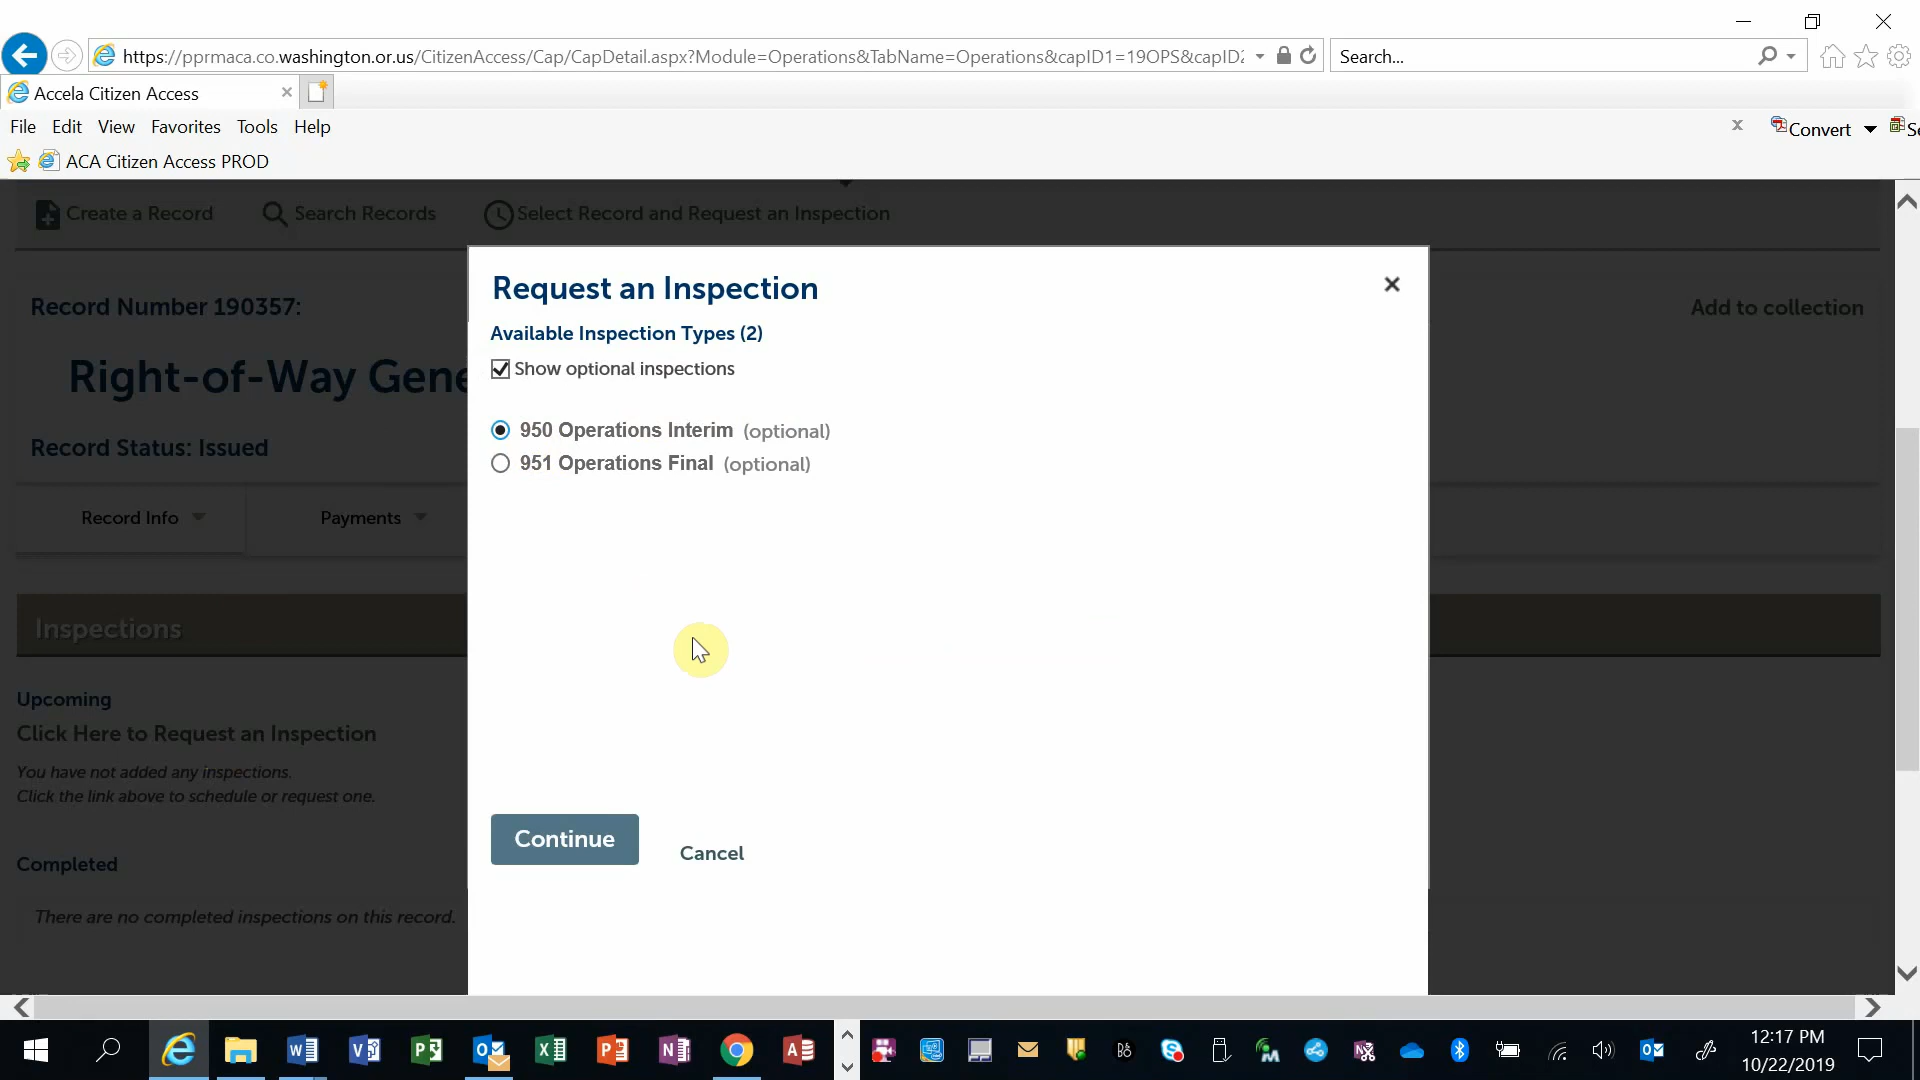 https://pprmaca.co.washington.or.us/CitizenAccess/Cap/CapDetail.aspx?Module=Operations&TabName=Operations&capID1=19OPS&capID2
Search...
Accela Citizen Access
File Edit View Favorites Tools Help
Convert
ACA Citizen Access PROD
Create a Record Search Records Select Record and Request an Inspection
Request an Inspection
Record Number 190357:
Add to collection
Available Inspection Types (2)
Show optional inspections
Right-of-Way Gene
950 Operations Interim (optional)
Record Status: Issued
951 Operations Final (optional)
Record Info Payments
Inspections
Upcoming
Click Here to Request an Inspection
You have not added any inspections.
Click the link above to schedule or request one.
Continue Cancel
Completed
There are no completed inspections on this record.
12:17 PM
10/22/2019